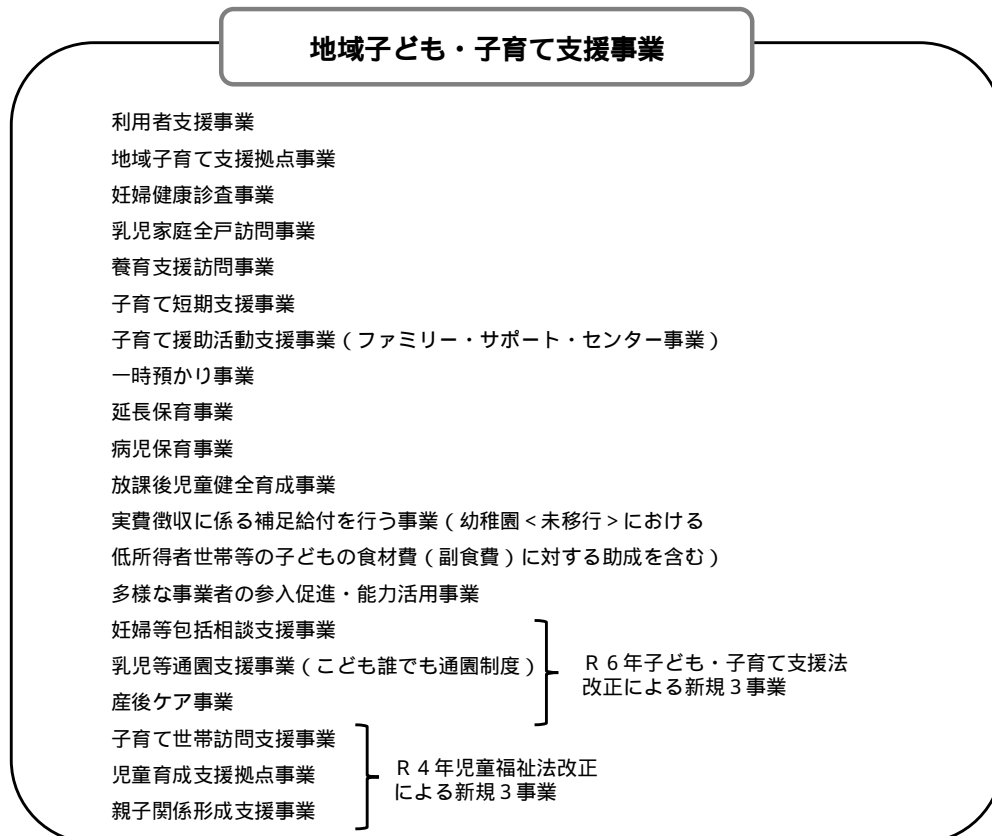 地域子ども・子育て支援事業
利用者支援事業
地域子育て支援拠点事業
妊婦健康診査事業
乳児家庭全戸訪問事業
養育支援訪問事業
子育て短期支援事業
子育て援助活動支援事業（ファミリー・サポート・センター事業）
一時預かり事業
延長保育事業
病児保育事業
放課後児童健全育成事業
実費徴収に係る補足給付を行う事業（幼稚園＜未移行＞における
低所得者世帯等の子どもの食材費（副食費）に対する助成を含む）
多様な事業者の参入促進・能力活用事業
妊婦等包括相談支援事業
乳児等通園支援事業（こども誰でも通園制度）
産後ケア事業
Ｒ６年子ども・子育て支援法
改正による新規３事業
子育て世帯訪問支援事業
児童育成支援拠点事業
親子関係形成支援事業
Ｒ４年児童福祉法改正
による新規３事業